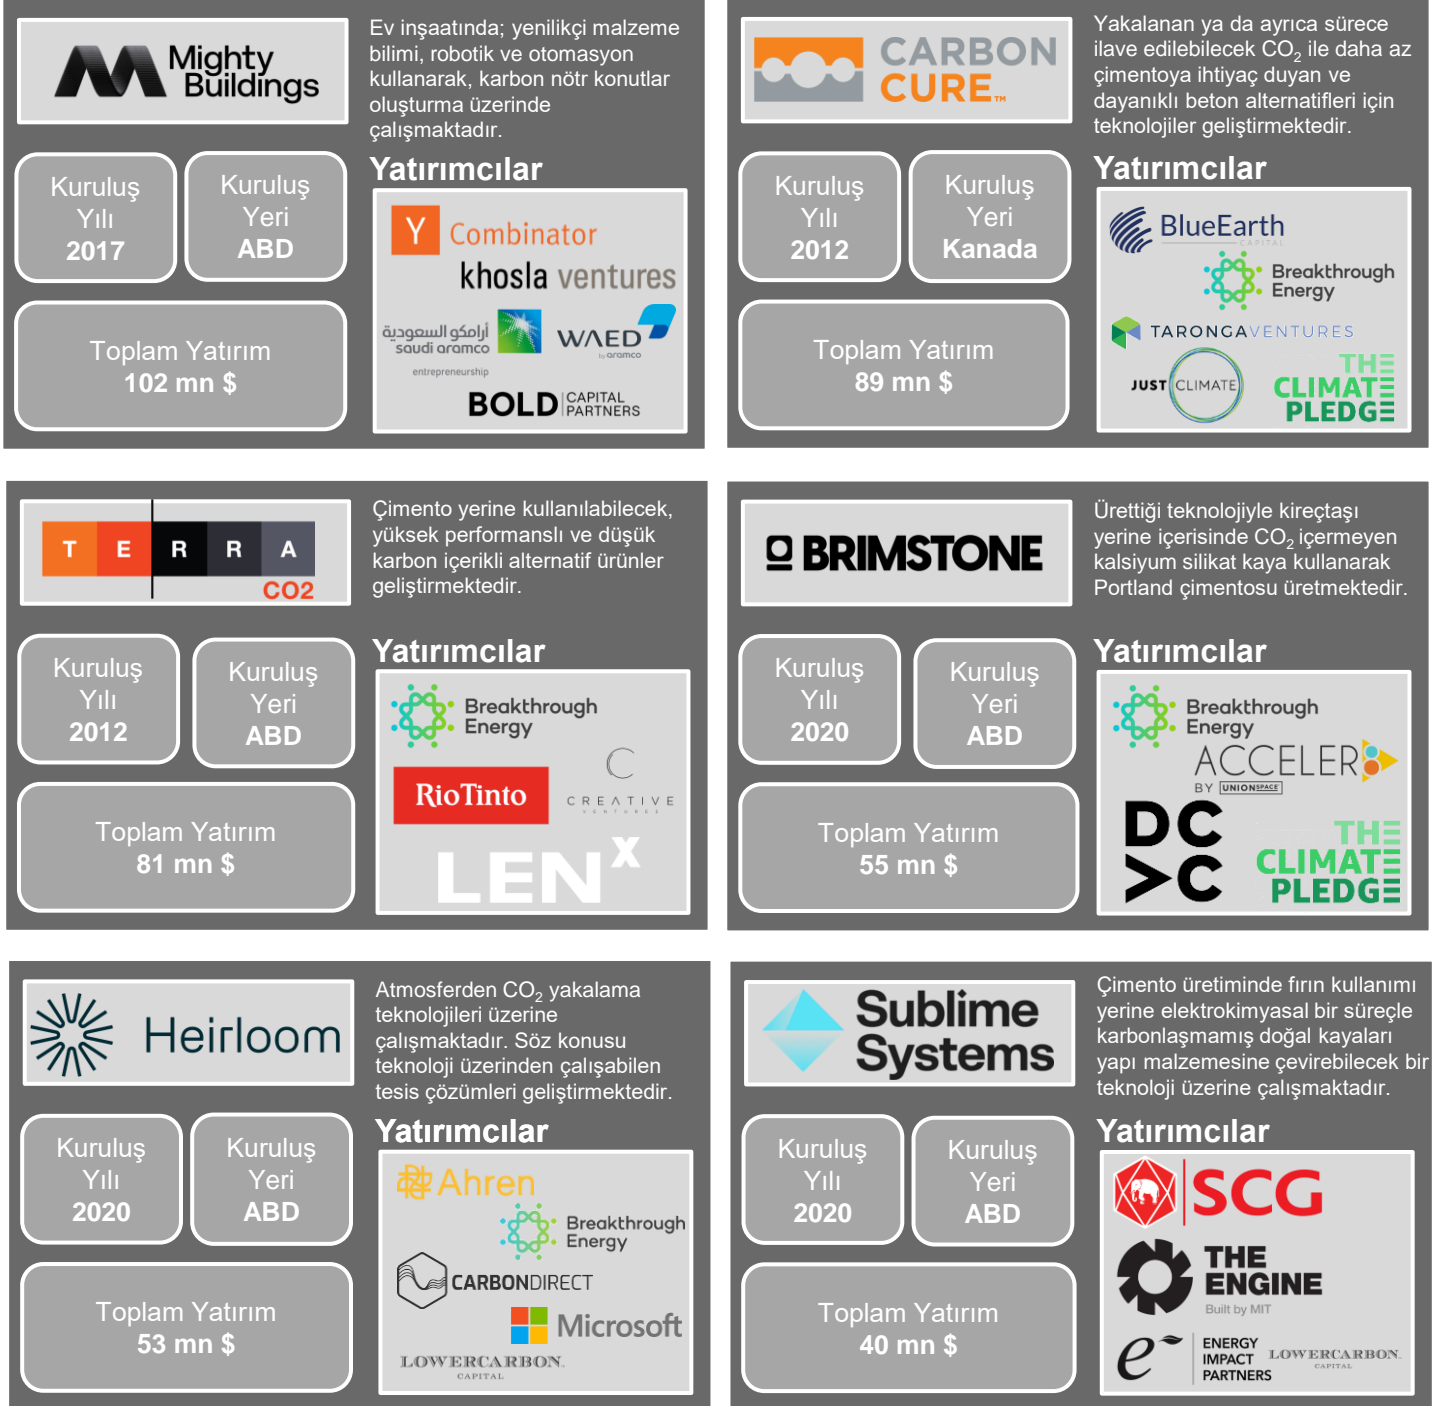 Mighty
Buildings
Ev inşaatında; yenilikçi malzeme
bilimi, robotik ve otomasyon
kullanarak, karbon nötr konutlar
oluşturma üzerinde
çalışmaktadır.
Kuruluş
Yılı
2017
Kuruluş
Yeri
ABD
Toplam Yatırım
102 mn $
Yatırımcılar
Y Combinator
khosla ventures
أرامكو السعودية
saudi aramco
entrepreneurship
WAED
by aramco
BOLD CAPITAL
PARTNERS
CARBON
CURE™
Yakalanan ya da ayrıca sürece
ilave edilebilecek CO₂ ile daha az
çimentoya ihtiyaç duyan ve
dayanıklı beton alternatifleri için
teknolojiler geliştirmektedir.
Kuruluş
Yılı
2012
Kuruluş
Yeri
Kanada
Toplam Yatırım
89 mn $
Yatırımcılar
BlueEarth
CAPITAL
Breakthrough
Energy
TARONGAVENTURES
JUST CLIMATE
THE
CLIMATE
PLEDGE
TERRA
CO2
Çimento yerine kullanılabilecek,
yüksek performanslı ve düşük
karbon içerikli alternatif ürünler
geliştirmektedir.
Kuruluş
Yılı
2012
Kuruluş
Yeri
ABD
Toplam Yatırım
81 mn $
Yatırımcılar
Breakthrough
Energy
RioTinto
C
CREATIVE
VENTURES
LENX
BRIMSTONE
Ürettiği teknolojiyle kireçtaşı
yerine içerisinde CO₂ içermeyen
kalsiyum silikat kaya kullanarak
Portland çimentosu üretmektedir.
Kuruluş
Yılı
2020
Kuruluş
Yeri
ABD
Toplam Yatırım
55 mn $
Yatırımcılar
Breakthrough
Energy
ACCELER
BY UNIONSPACE
DC
VC
THE
CLIMATE
PLEDGE
Heirloom
Atmosferden CO₂ yakalama
teknolojileri üzerine
çalışmaktadır. Söz konusu
teknoloji üzerinden çalışabilen
tesis çözümleri geliştirmektedir.
Kuruluş
Yılı
2020
Kuruluş
Yeri
ABD
Toplam Yatırım
53 mn $
Yatırımcılar
Ahren
Breakthrough
Energy
CARBONDIRECT
Microsoft
LOWERCARBON.
CAPITAL
Sublime
Systems
Çimento üretiminde fırın kullanımı
yerine elektrokimyasal bir süreçle
karbonlaşmamış doğal kayaları
yapı malzemesine çevirebilecek bir
teknoloji üzerine çalışmaktadır.
Kuruluş
Yılı
2020
Kuruluş
Yeri
ABD
Toplam Yatırım
40 mn $
Yatırımcılar
SCG
THE
ENGINE
Built by MIT
e
ENERGY
IMPACT
PARTNERS
LOWERCARBON.
CAPITAL